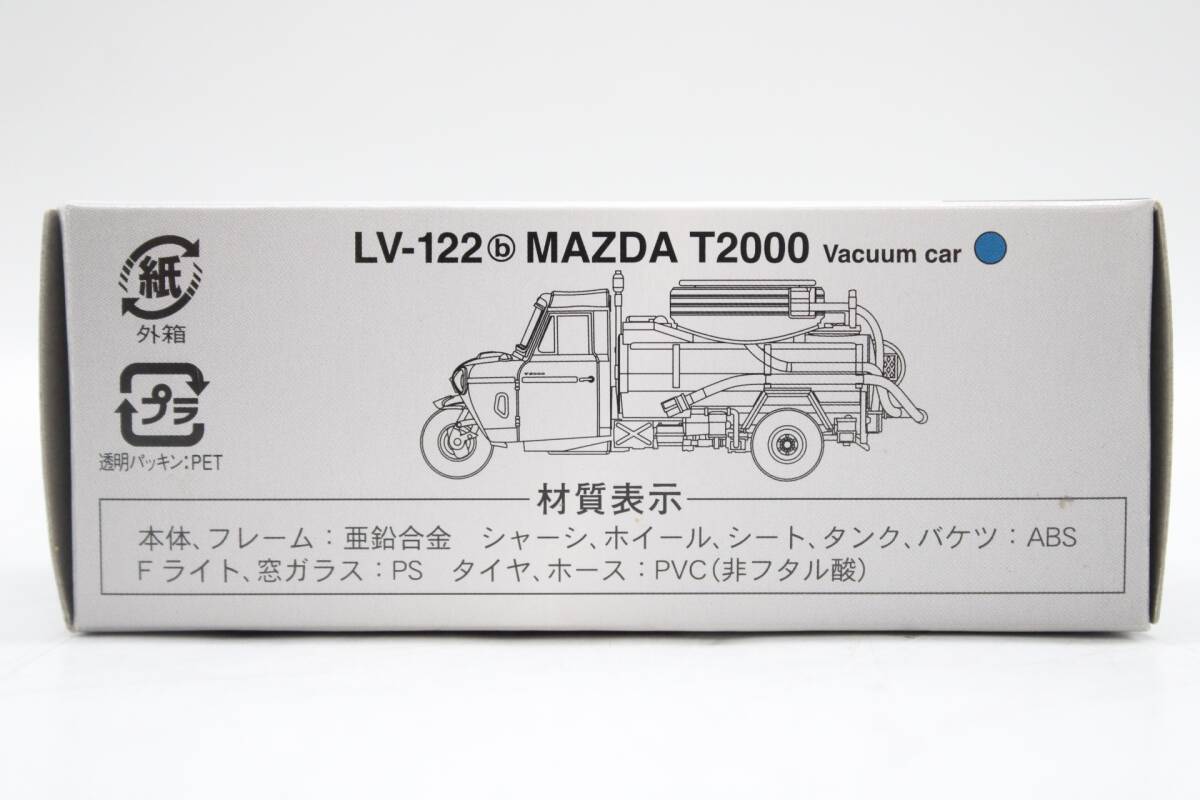 LV-122ⓑ MAZDA T2000 Vacuum car
紙
外箱
プラ
透明パッキン:PET
T2000
材質表示
本体、フレーム:亜鉛合金 シャーシ、ホイール、シート、タンク、バケツ:ABS
Fライト、窓ガラス:PS タイヤ、ホース:PVC(非フタル酸)